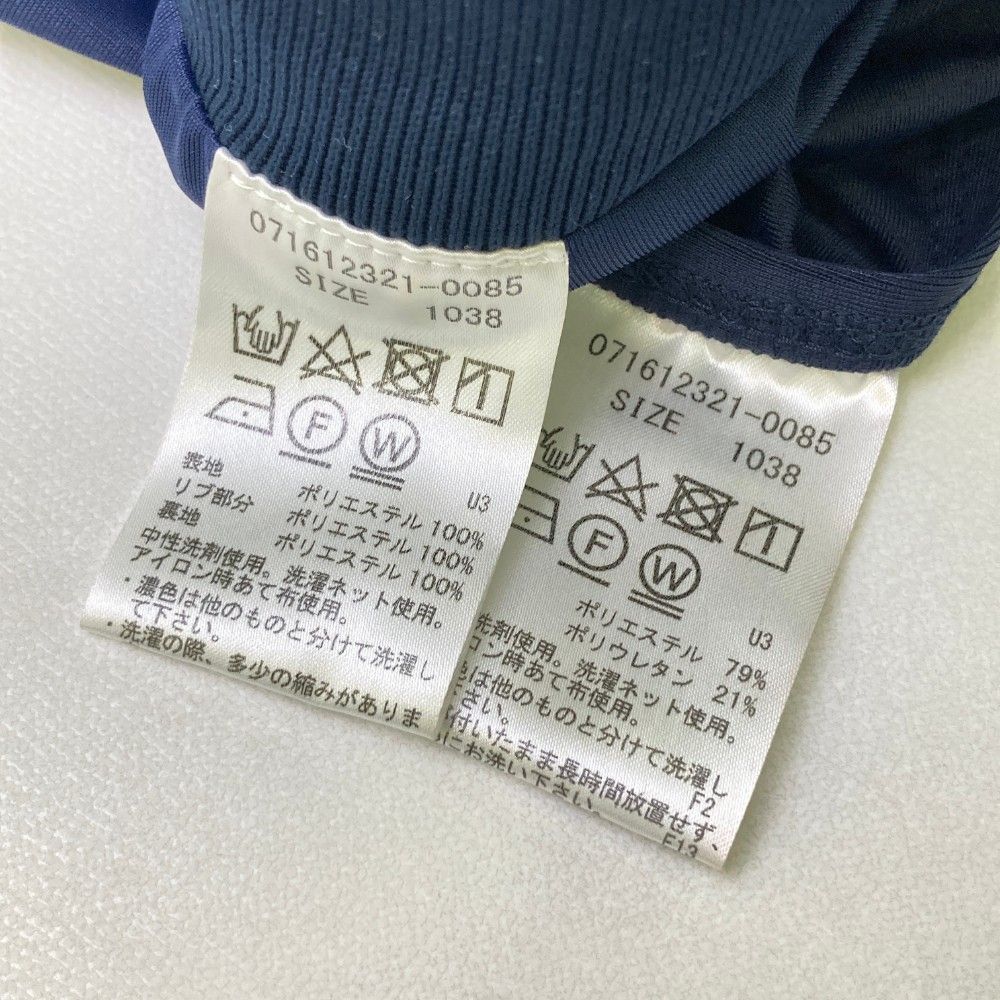 071612321-0085
SIZE 1038
F
W
U3
表地 ポリエステル 100%
リブ部分 ポリエステル 100%
裏地 ポリエステル 100%
中性洗剤使用。洗濯ネット使用。
アイロン時あて布使用。
・濃色は他のものと分けて洗濯し
て下さい。
・洗濯の際、多少の縮みがありま
071612321-0085
SIZE 1038
F
W
U3
ポリエステル 79%
ポリウレタン 21%
洗剤使用。洗濯ネット使用。
ロン時あて布使用。
は他のものと分けて洗濯し
さい。 F2
付いたまま長時間放置せず、
にお洗い下さい。 F13